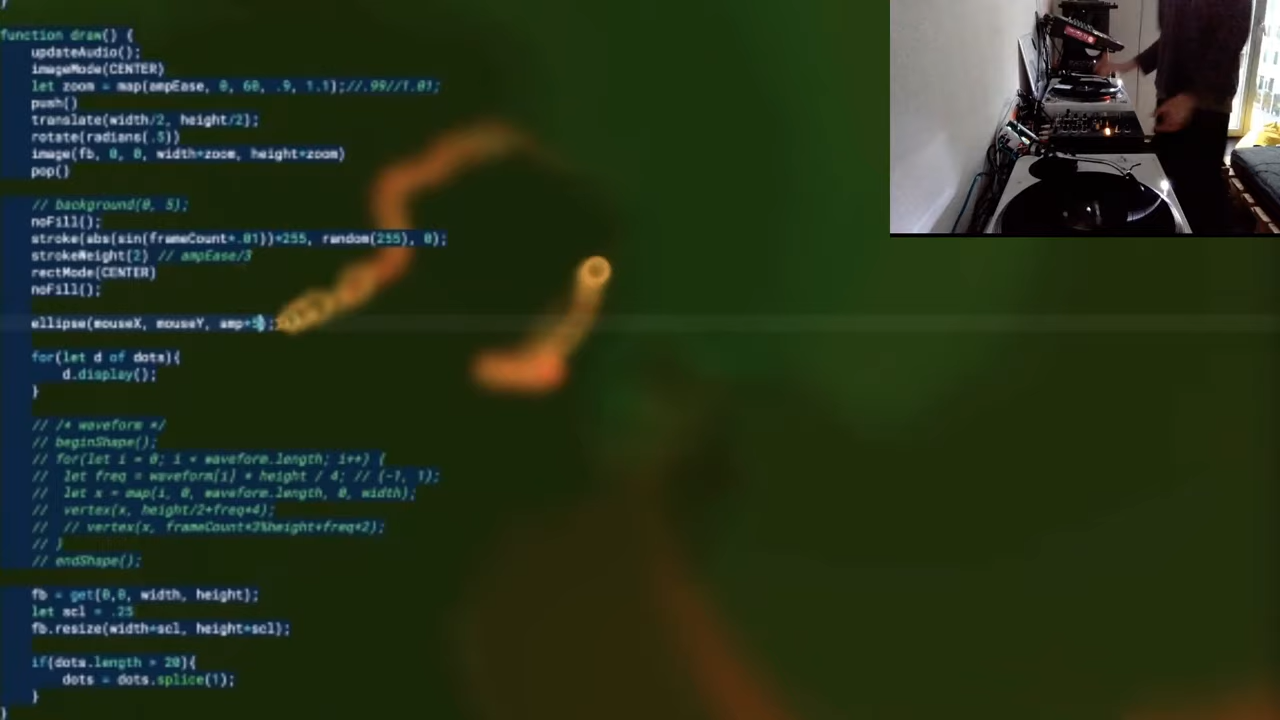 }
function draw() {
updateAudio();
imageMode(CENTER)
let zoom = map(ampEase, 0, 60, .9, 1.1);//.99//1.01;
push()
translate(width/2, height/2);
rotate(radians(.5))
image(fb, 0, 0, width*zoom, height*zoom)
pop()
// background(0, 5);
noFill();
stroke(abs(sin(frameCount*.01))*255, random(255), 0);
strokeWeight(2) // ampEase/3
rectMode(CENTER)
noFill();
ellipse(mouseX, mouseY, amp*5);
for(let d of dots){
d.display();
}
// /* waveform */
// beginShape();
// for(let i = 0; i < waveform.length; i++) {
//  let freq = waveform[i] * height / 4; // (-1, 1);
//  let x = map(i, 0, waveform.length, 0, width);
//  vertex(x, height/2+freq*4);
//  // vertex(x, frameCount*3%height+freq*2);
// }
// endShape();
fb = get(0,0, width, height);
let scl = .25
fb.resize(width*scl, height*scl);
if(dots.length > 20){
dots = dots.splice(1);
}
}